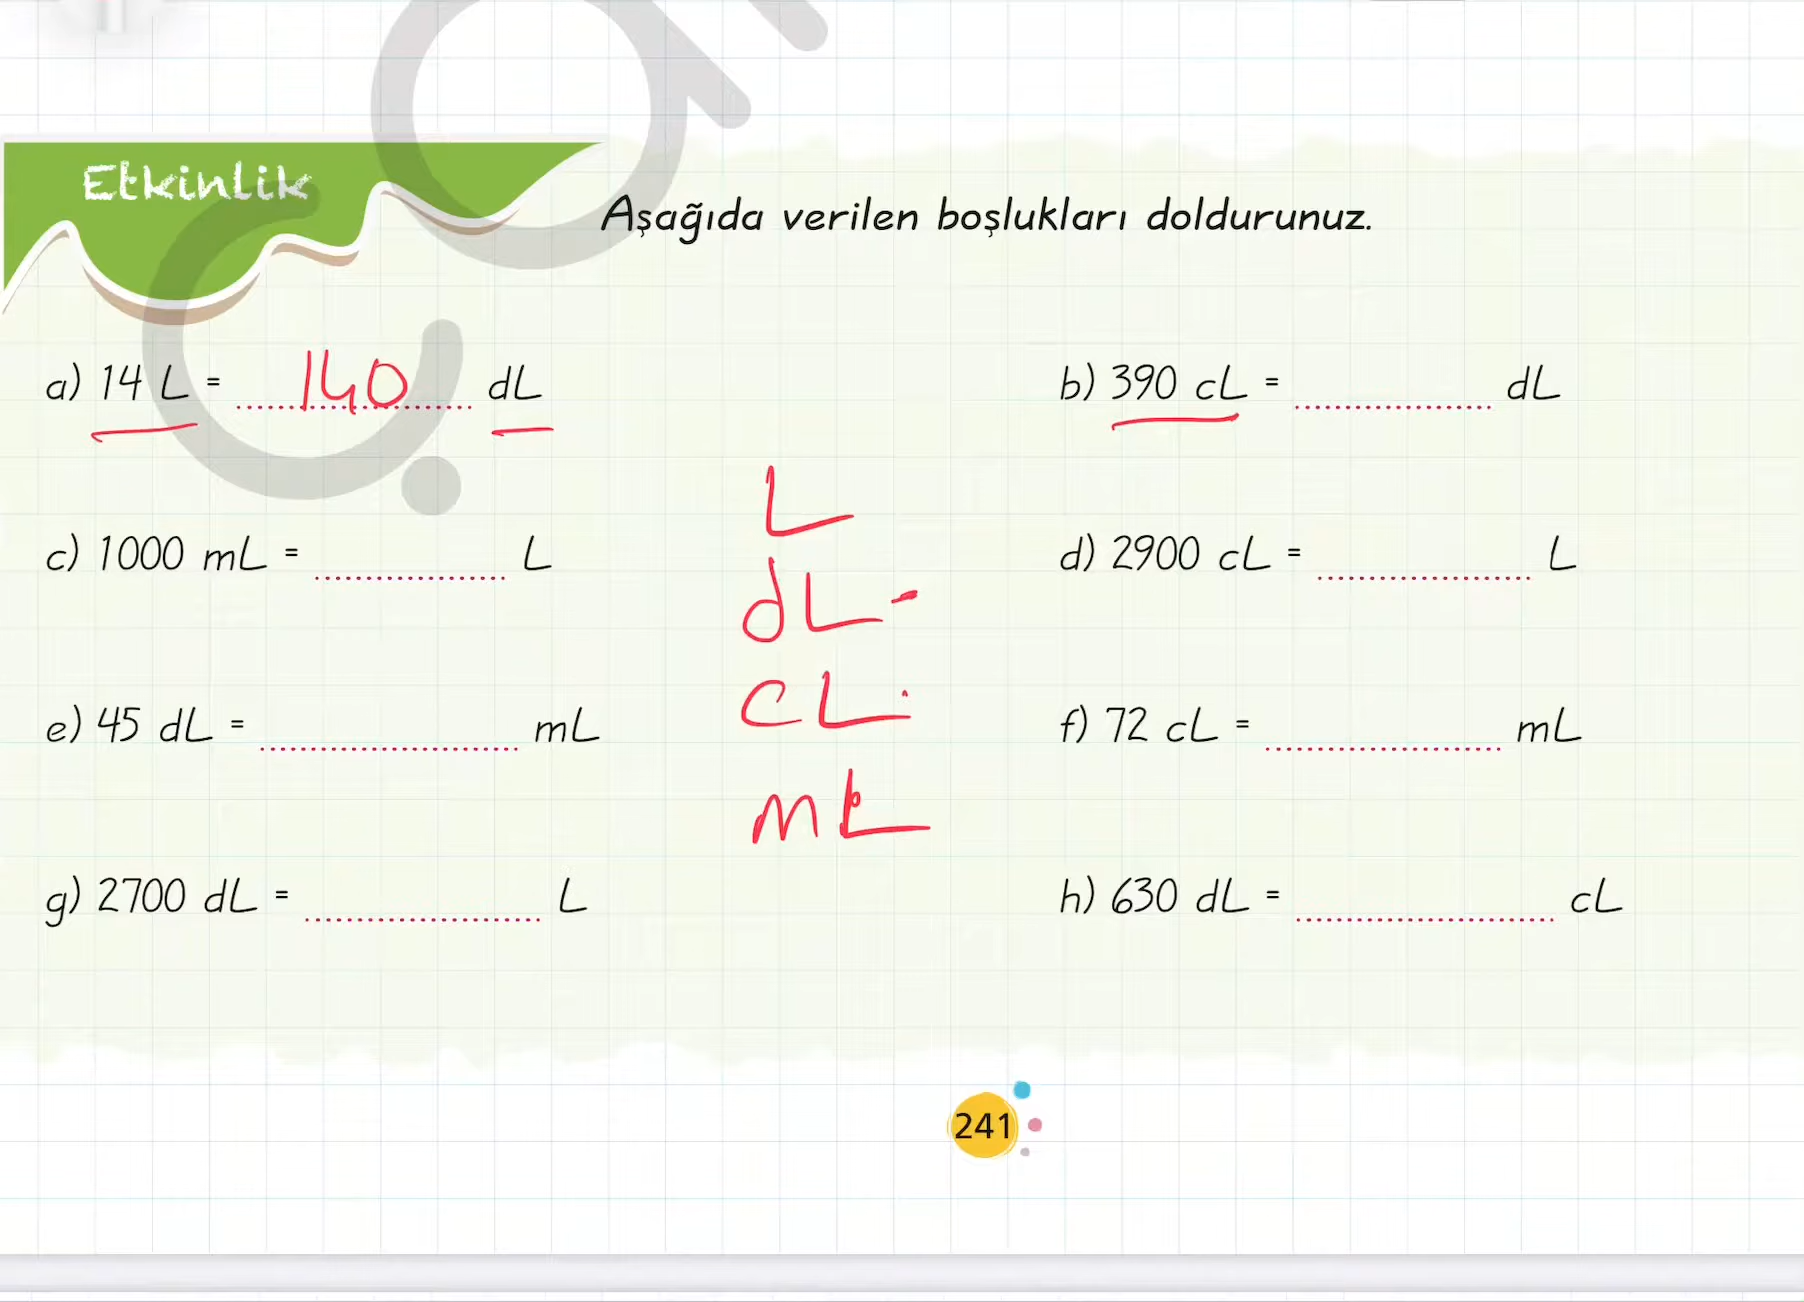 Etkinlik
Aşağıda verilen boşlukları doldurunuz.
a) 14 L = 140 dL
b) 390 cL = ........ dL
c) 1000 mL = ........ L
d) 2900 cL = ........ L
e) 45 dL = ........ mL
f) 72 cL = ........ mL
g) 2700 dL = ........ L
h) 630 dL = ........ cL
L
dL
cL
mL
241